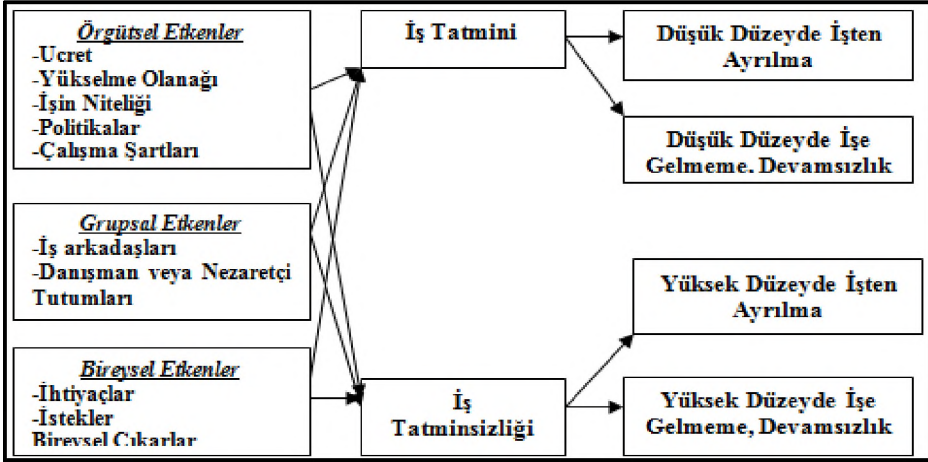 Örgütsel Etkenler
-Ucret
-Yükselme Olanağı
-İşin Niteliği
-Politikalar
-Çalışma Şartları
Grupsal Etkenler
-İş arkadaşları
-Danışman veya Nezaretçi
Tutumları
Bireysel Etkenler
-İhtiyaçlar
-İstekler
Bireysel Çıkarlar
İş Tatmini
İş
Tatminsizliği
Düşük Düzeyde İşten
Ayrılma
Düşük Düzeyde İşe
Gelmeme. Devamsızlık
Yüksek Düzeyde İşten
Ayrılma
Yüksek Düzeyde İşe
Gelmeme, Devamsızlık